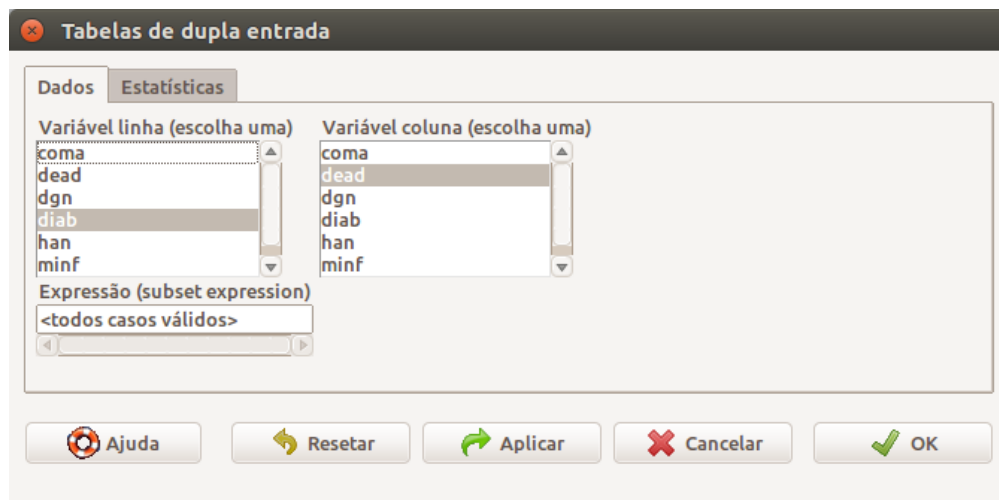 Tabelas de dupla entrada
Dados Estatísticas
Variável linha (escolha uma) Variável coluna (escolha uma)
coma coma
dead dead
dgn dgn
diab diab
han han
minf minf
Expressão (subset expression)
<todos casos válidos>
Ajuda Resetar Aplicar Cancelar OK